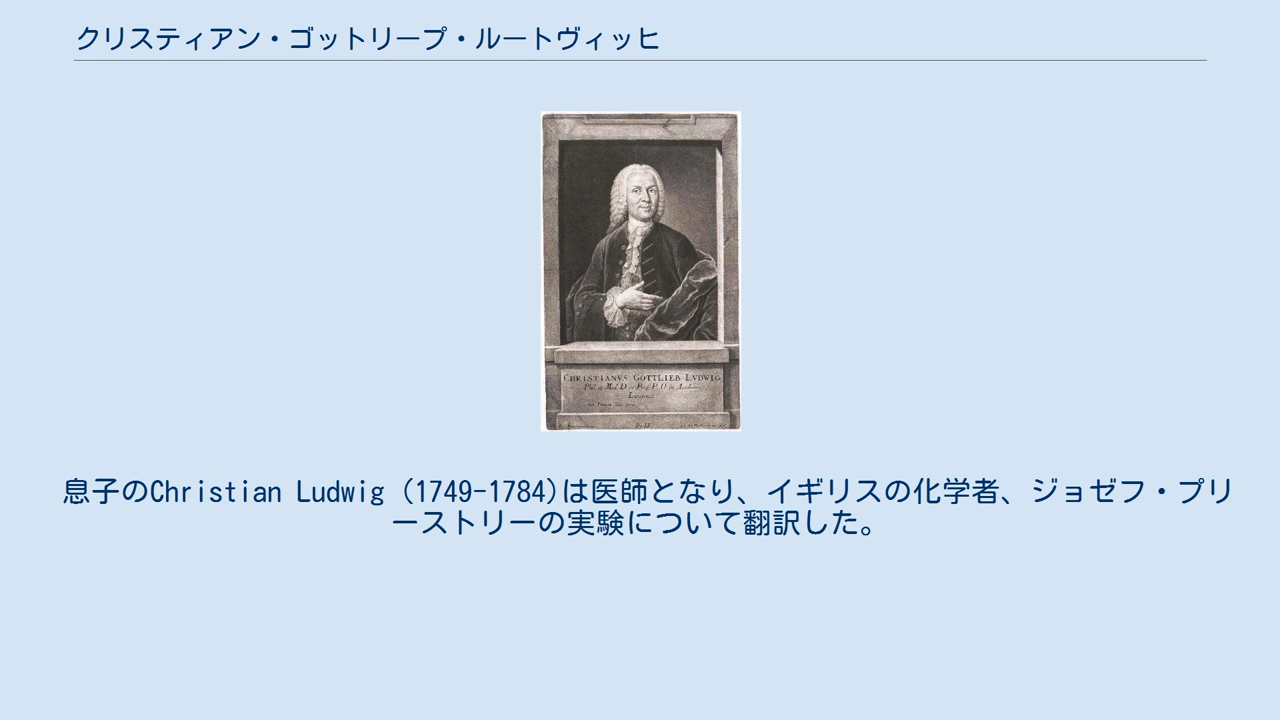 クリスティアン・ゴットリープ・ルートヴィッヒ
CHRISTIANVS GOTTLIEB LVDWIG
息子のChristian Ludwig (1749-1784)は医師となり、イギリスの化学者、ジョゼフ・プリ
ーストリーの実験について翻訳した。